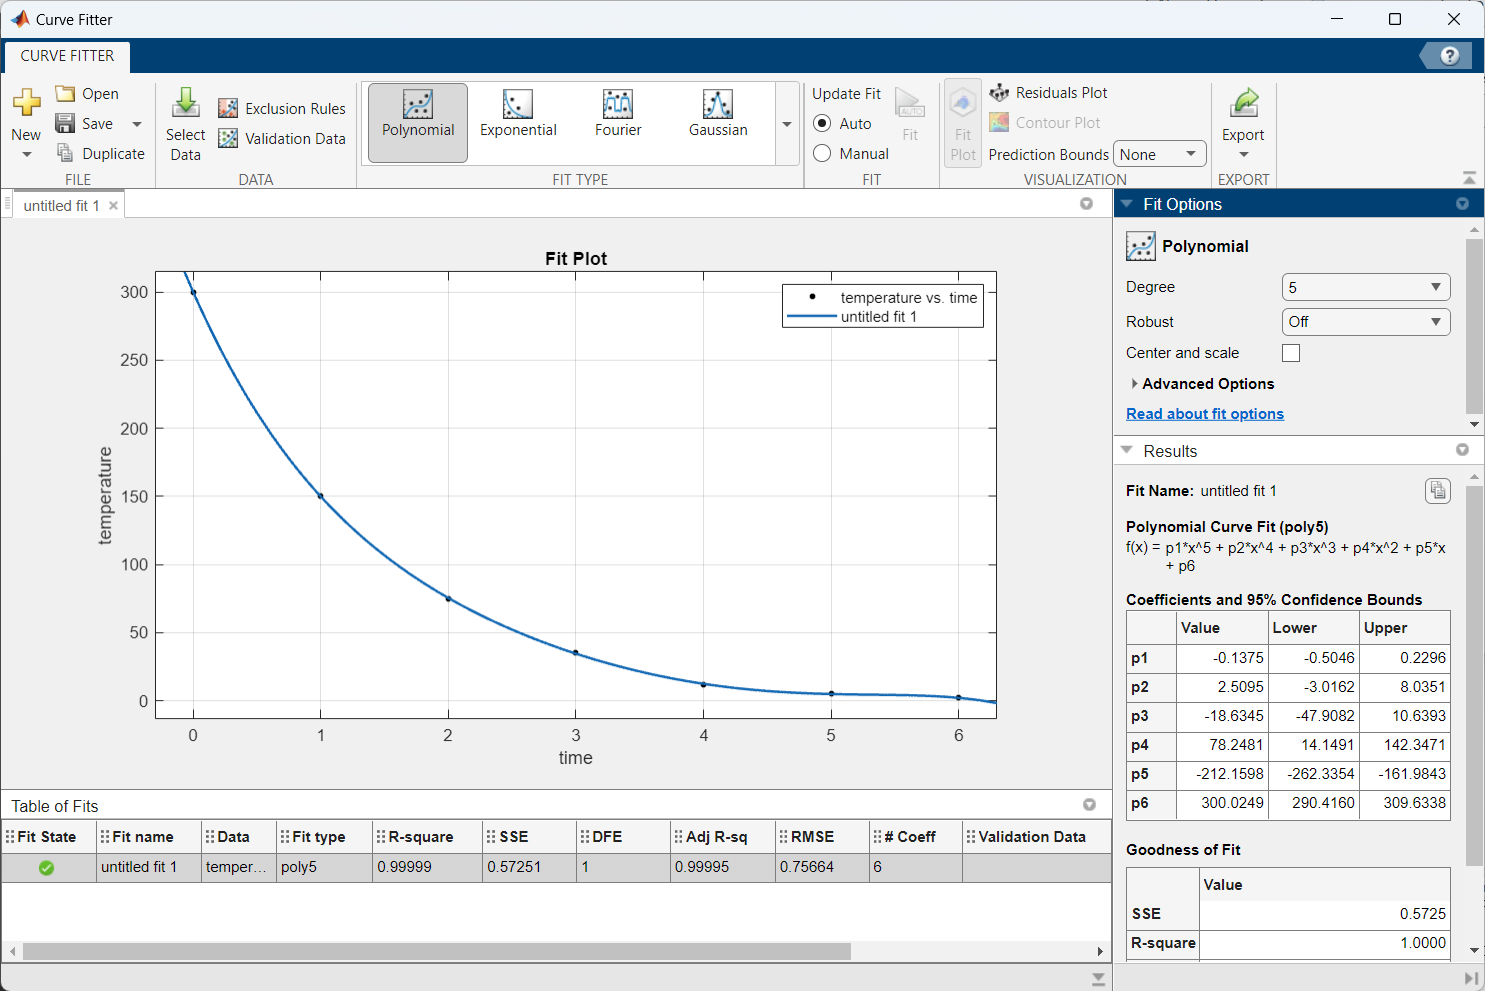 Curve Fitter
CURVE FITTER
New
Open
Save
Duplicate
FILE
Select
Data
Exclusion Rules
Validation Data
DATA
Polynomial
Exponential
Fourier
Gaussian
FIT TYPE
Update Fit
Auto
Manual
AUTO
Fit
FIT
Fit
Plot
Residuals Plot
Contour Plot
Prediction Bounds None
VISUALIZATION
Export
EXPORT
untitled fit 1
Fit Plot
temperature vs. time
untitled fit 1
300
250
200
150
100
50
0
temperature
0 1 2 3 4 5 6
time
Table of Fits
Fit State Fit name Data Fit type R-square SSE DFE Adj R-sq RMSE # Coeff Validation Data
untitled fit 1 temper... poly5 0.99999 0.57251 1 0.99995 0.75664 6
Fit Options
Polynomial
Degree 5
Robust Off
Center and scale
Advanced Options
Read about fit options
Results
Fit Name: untitled fit 1
Polynomial Curve Fit (poly5)
f(x) = p1*x^5 + p2*x^4 + p3*x^3 + p4*x^2 + p5*x
+ p6
Coefficients and 95% Confidence Bounds
Value Lower Upper
p1 -0.1375 -0.5046 0.2296
p2 2.5095 -3.0162 8.0351
p3 -18.6345 -47.9082 10.6393
p4 78.2481 14.1491 142.3471
p5 -212.1598 -262.3354 -161.9843
p6 300.0249 290.4160 309.6338
Goodness of Fit
Value
SSE 0.5725
R-square 1.0000